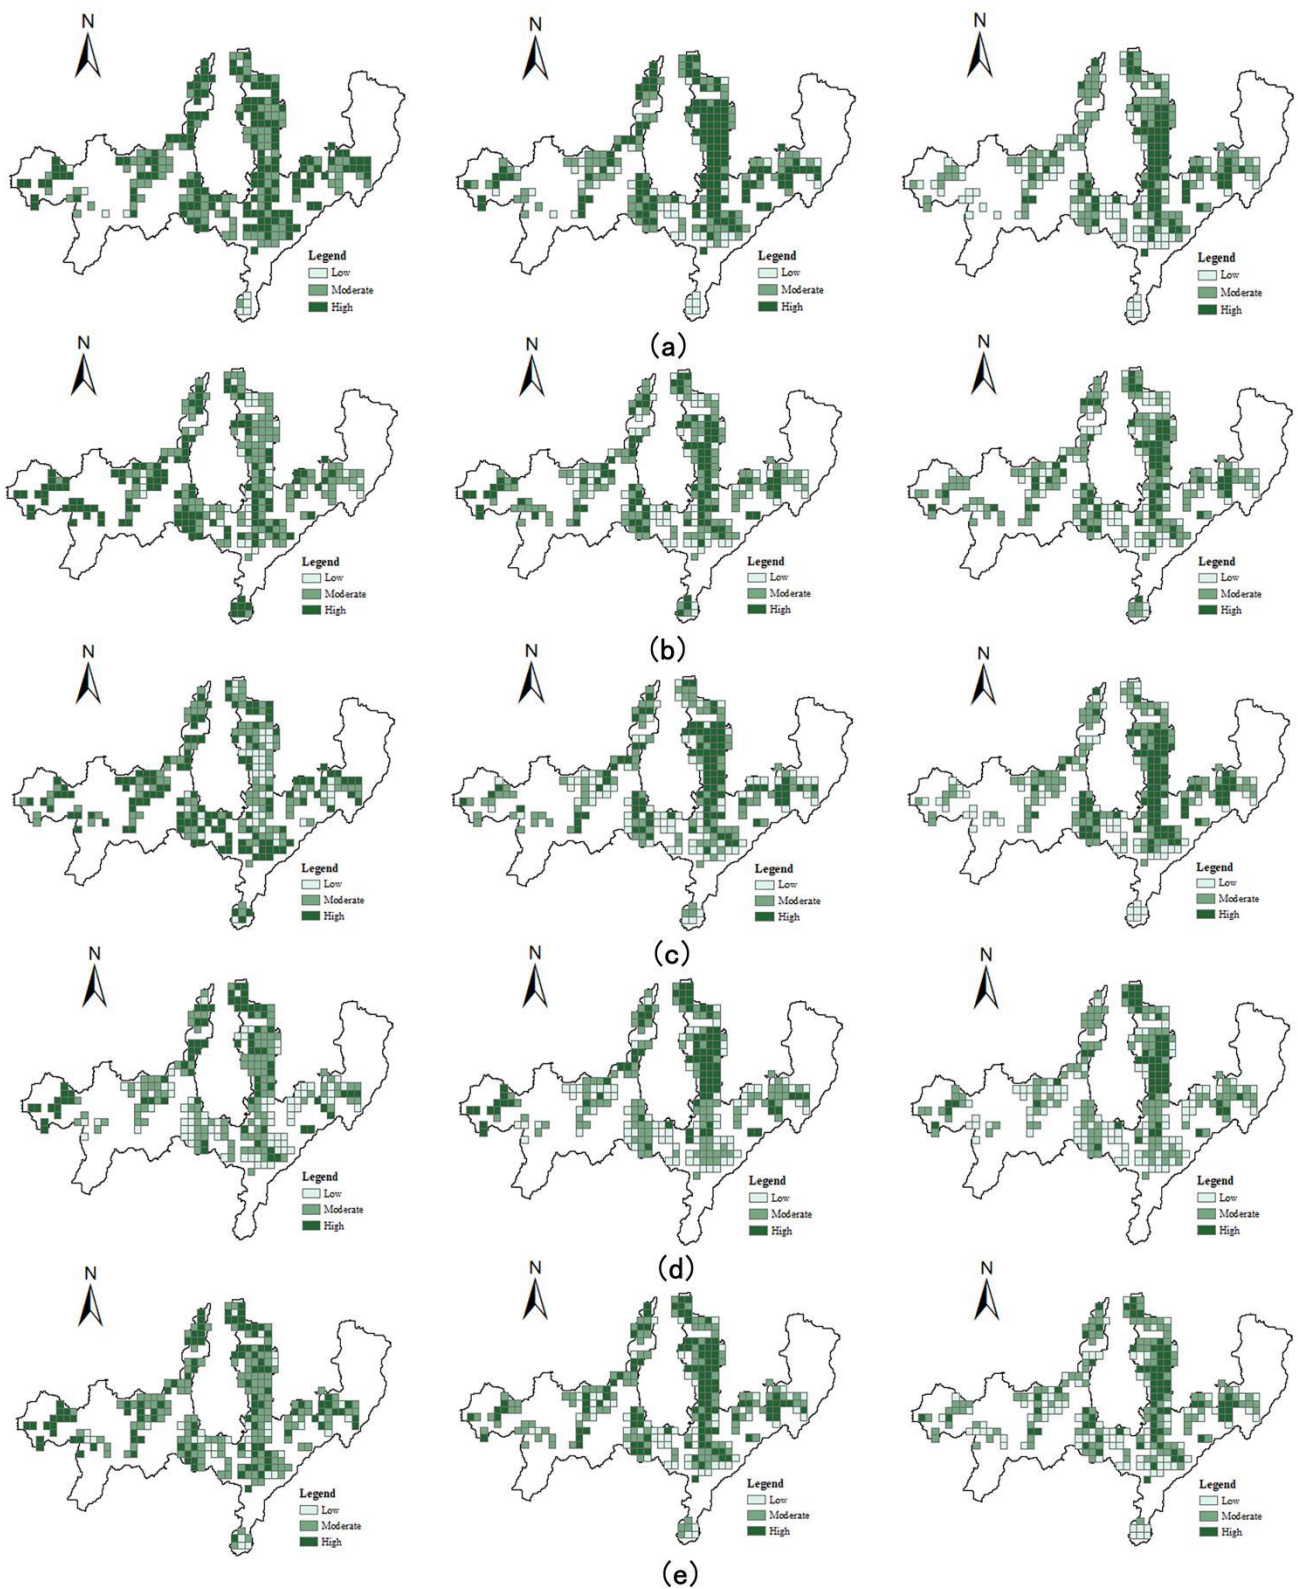 N N N
Legend Legend Legend
Low Low Low
Moderate Moderate Moderate
High High High
(a)
N N N
Legend Legend Legend
Low Low Low
Moderate Moderate Moderate
High High High
(b)
N N N
Legend Legend Legend
Low Low Low
Moderate Moderate Moderate
High High High
(c)
N N N
Legend Legend Legend
Low Low Low
Moderate Moderate Moderate
High High High
(d)
N N N
Legend Legend Legend
Low Low Low
Moderate Moderate Moderate
High High High
(e)